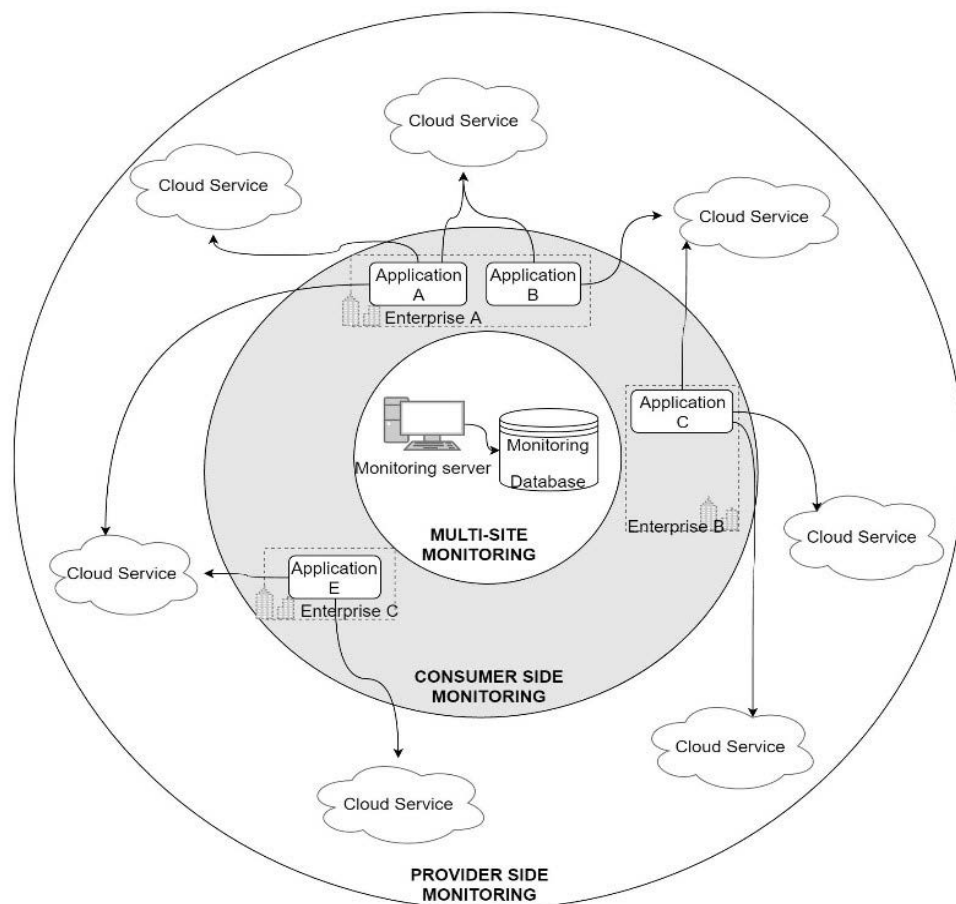 Cloud Service
Cloud Service
Cloud Service
Application
A
Application
B
Enterprise A
Application
C
Monitoring server
Monitoring
Database
Enterprise B
MULTI-SITE
MONITORING
Cloud Service
Cloud Service
Application
E
Enterprise C
CONSUMER SIDE
MONITORING
Cloud Service
Cloud Service
PROVIDER SIDE
MONITORING